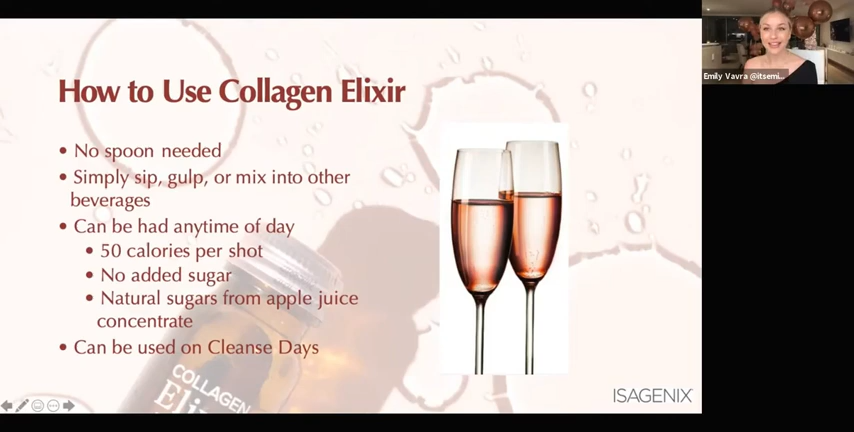 Emily Vavra @itsemi...
How to Use Collagen Elixir
• No spoon needed
• Simply sip, gulp, or mix into other
beverages
• Can be had anytime of day
• 50 calories per shot
• No added sugar
• Natural sugars from apple juice
concentrate
• Can be used on Cleanse Days
COLLAGEN
ISAGENIX